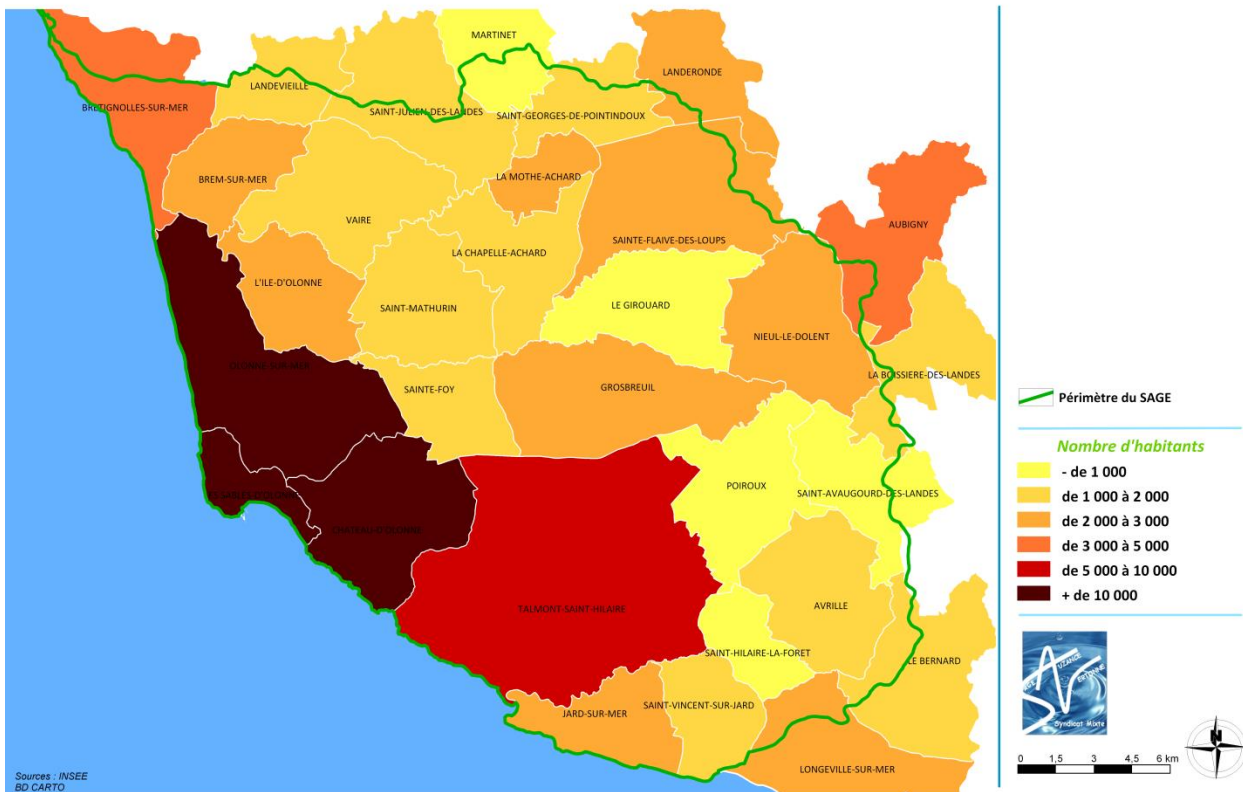 MARTINET
LANDERONDE
LANDEVIEILLE
BRETIGNOLLES-SUR-MER
SAINT-JULIEN-DES-LANDES
SAINT-GEORGES-DE-POINTINDOUX
BREM-SUR-MER
LA MOTHE-ACHARD
VAIRE
AUBIGNY
SAINTE-FLAIVE-DES-LOUPS
LA CHAPELLE-ACHARD
L'ILE-D'OLONNE
LE GIROUARD
SAINT-MATHURIN
NIEUL-LE-DOLENT
OLONNE-SUR-MER
LA BOISSIERE-DES-LANDES
SAINTE-FOY
GROSBREUIL
POIROUX
SAINT-AVAUGOURD-DES-LANDES
LES SABLES-D'OLONNE
CHATEAU-D'OLONNE
TALMONT-SAINT-HILAIRE
AVRILLE
SAINT-HILAIRE-LA-FORET
LE BERNARD
SAINT-VINCENT-SUR-JARD
JARD-SUR-MER
LONGEVILLE-SUR-MER
Sources : INSEE
BD CARTO
Périmètre du SAGE
Nombre d'habitants
- de 1 000
de 1 000 à 2 000
de 2 000 à 3 000
de 3 000 à 5 000
de 5 000 à 10 000
+ de 10 000
Syndicat Mixte
N
0 1,5 3 4,5 6 km